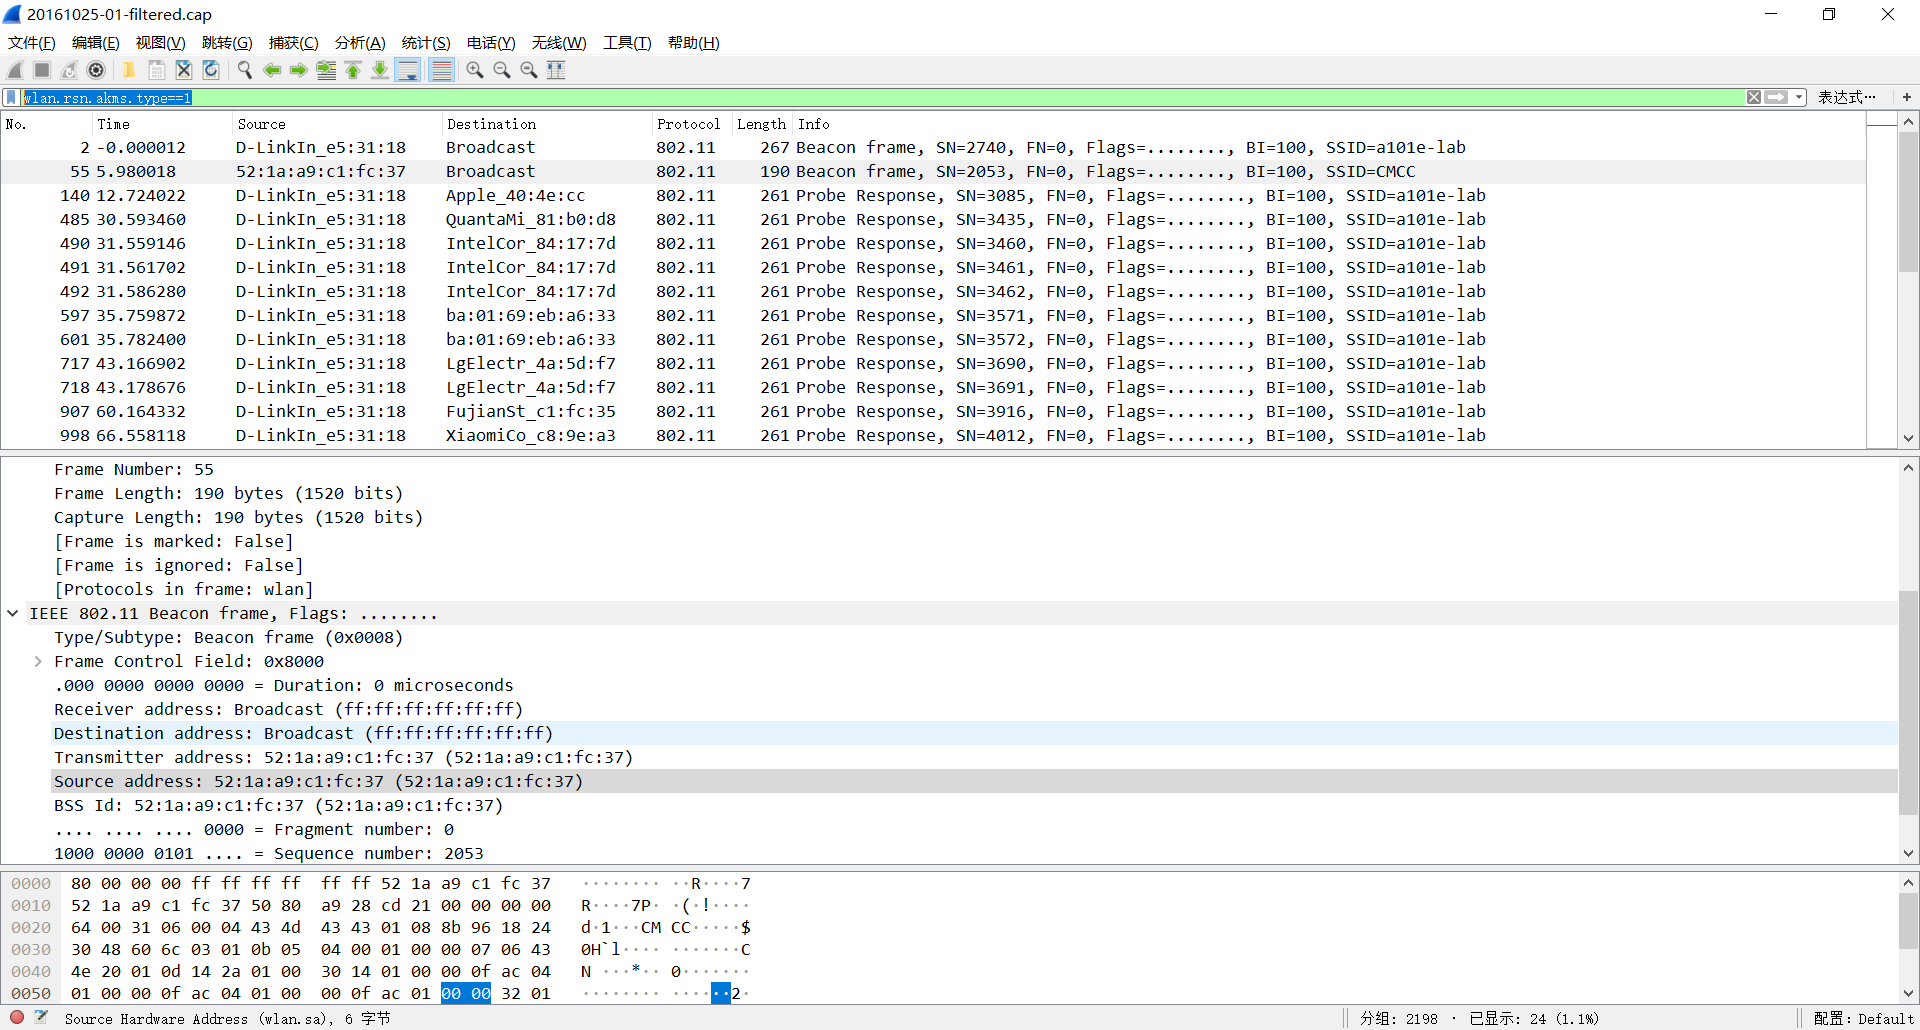 20161025-01-filtered.cap
文件(F) 编辑(E) 视图(V) 跳转(G) 捕获(C) 分析(A) 统计(S) 电话(Y) 无线(W) 工具(T) 帮助(H)
wlan.rsn.akms.type==1 表达式… +
No. Time Source Destination Protocol Length Info
2 -0.000012 D-LinkIn_e5:31:18 Broadcast 802.11 267 Beacon frame, SN=2740, FN=0, Flags=........, BI=100, SSID=a101e-lab
55 5.980018 52:1a:a9:c1:fc:37 Broadcast 802.11 190 Beacon frame, SN=2053, FN=0, Flags=........, BI=100, SSID=CMCC
140 12.724022 D-LinkIn_e5:31:18 Apple_40:4e:cc 802.11 261 Probe Response, SN=3085, FN=0, Flags=........, BI=100, SSID=a101e-lab
485 30.593460 D-LinkIn_e5:31:18 QuantaMi_81:b0:d8 802.11 261 Probe Response, SN=3435, FN=0, Flags=........, BI=100, SSID=a101e-lab
490 31.559146 D-LinkIn_e5:31:18 IntelCor_84:17:7d 802.11 261 Probe Response, SN=3460, FN=0, Flags=........, BI=100, SSID=a101e-lab
491 31.561702 D-LinkIn_e5:31:18 IntelCor_84:17:7d 802.11 261 Probe Response, SN=3461, FN=0, Flags=........, BI=100, SSID=a101e-lab
492 31.586280 D-LinkIn_e5:31:18 IntelCor_84:17:7d 802.11 261 Probe Response, SN=3462, FN=0, Flags=........, BI=100, SSID=a101e-lab
597 35.759872 D-LinkIn_e5:31:18 ba:01:69:eb:a6:33 802.11 261 Probe Response, SN=3571, FN=0, Flags=........, BI=100, SSID=a101e-lab
601 35.782400 D-LinkIn_e5:31:18 ba:01:69:eb:a6:33 802.11 261 Probe Response, SN=3572, FN=0, Flags=........, BI=100, SSID=a101e-lab
717 43.166902 D-LinkIn_e5:31:18 LgElectr_4a:5d:f7 802.11 261 Probe Response, SN=3690, FN=0, Flags=........, BI=100, SSID=a101e-lab
718 43.178676 D-LinkIn_e5:31:18 LgElectr_4a:5d:f7 802.11 261 Probe Response, SN=3691, FN=0, Flags=........, BI=100, SSID=a101e-lab
907 60.164332 D-LinkIn_e5:31:18 FujianSt_c1:fc:35 802.11 261 Probe Response, SN=3916, FN=0, Flags=........, BI=100, SSID=a101e-lab
998 66.558118 D-LinkIn_e5:31:18 XiaomiCo_c8:9e:a3 802.11 261 Probe Response, SN=4012, FN=0, Flags=........, BI=100, SSID=a101e-lab
Frame Number: 55
Frame Length: 190 bytes (1520 bits)
Capture Length: 190 bytes (1520 bits)
[Frame is marked: False]
[Frame is ignored: False]
[Protocols in frame: wlan]
IEEE 802.11 Beacon frame, Flags: ........
Type/Subtype: Beacon frame (0x0008)
Frame Control Field: 0x8000
.000 0000 0000 0000 = Duration: 0 microseconds
Receiver address: Broadcast (ff:ff:ff:ff:ff:ff)
Destination address: Broadcast (ff:ff:ff:ff:ff:ff)
Transmitter address: 52:1a:a9:c1:fc:37 (52:1a:a9:c1:fc:37)
Source address: 52:1a:a9:c1:fc:37 (52:1a:a9:c1:fc:37)
BSS Id: 52:1a:a9:c1:fc:37 (52:1a:a9:c1:fc:37)
.... .... .... 0000 = Fragment number: 0
1000 0000 0101 .... = Sequence number: 2053
0000 80 00 00 00 ff ff ff ff ff ff 52 1a a9 c1 fc 37 ········ ··R····7
0010 52 1a a9 c1 fc 37 50 80 a9 28 cd 21 00 00 00 00 R····7P· ·(·!····
0020 64 00 31 06 00 04 43 4d 43 43 01 08 8b 96 18 24 d·1···CM CC·····$
0030 30 48 60 6c 03 01 0b 05 04 00 01 00 00 07 06 43 0H`l···· ·······C
0040 4e 20 01 0d 14 2a 01 00 30 14 01 00 00 0f ac 04 N ···*·· 0·······
0050 01 00 00 0f ac 04 01 00 00 0f ac 01 00 00 32 01 ········ ······2·
Source Hardware Address (wlan.sa), 6 字节 分组: 2198 · 已显示: 24 (1.1%) 配置: Default